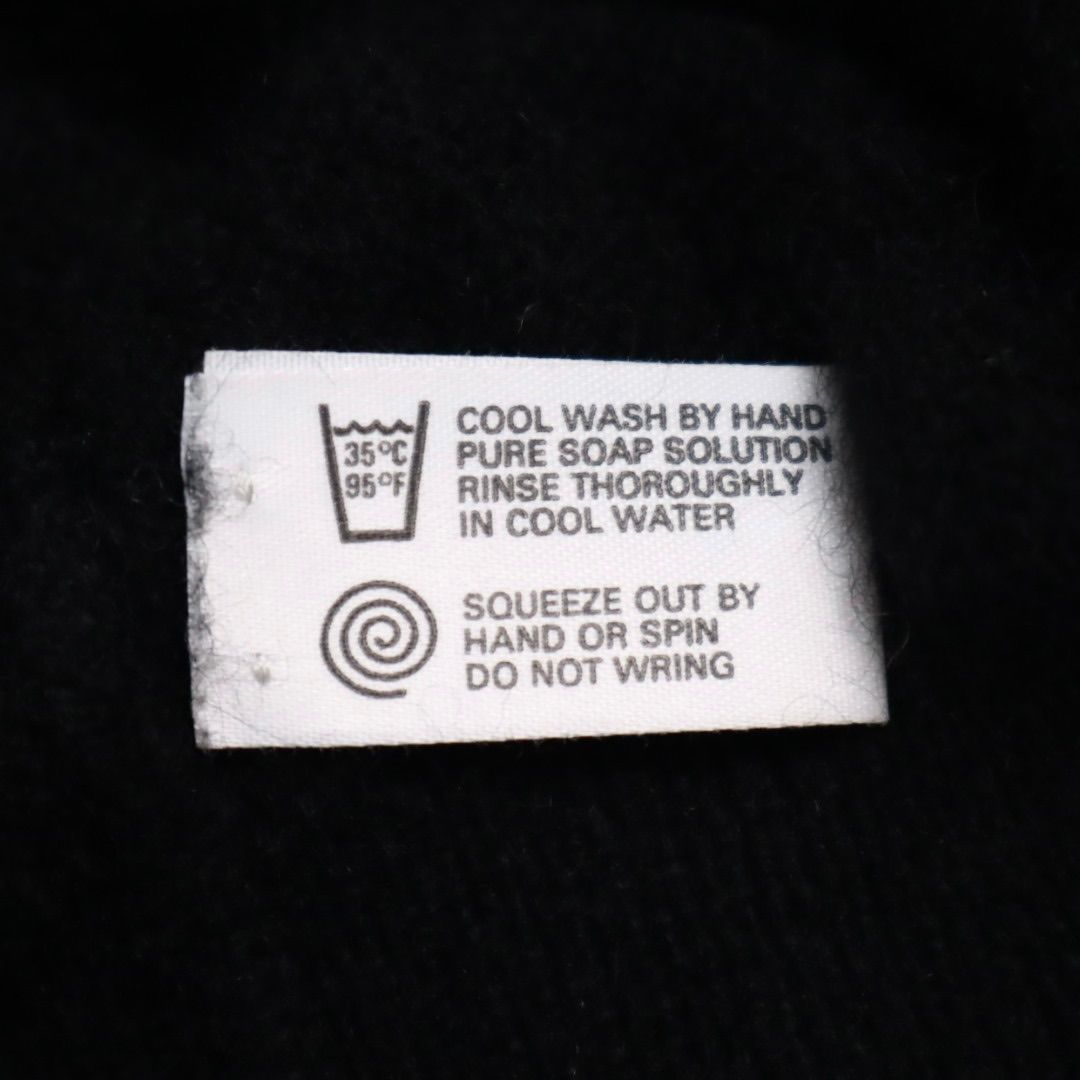 35°C
95°F
COOL WASH BY HAND
PURE SOAP SOLUTION
RINSE THOROUGHLY
IN COOL WATER
SQUEEZE OUT BY
HAND OR SPIN
DO NOT WRING